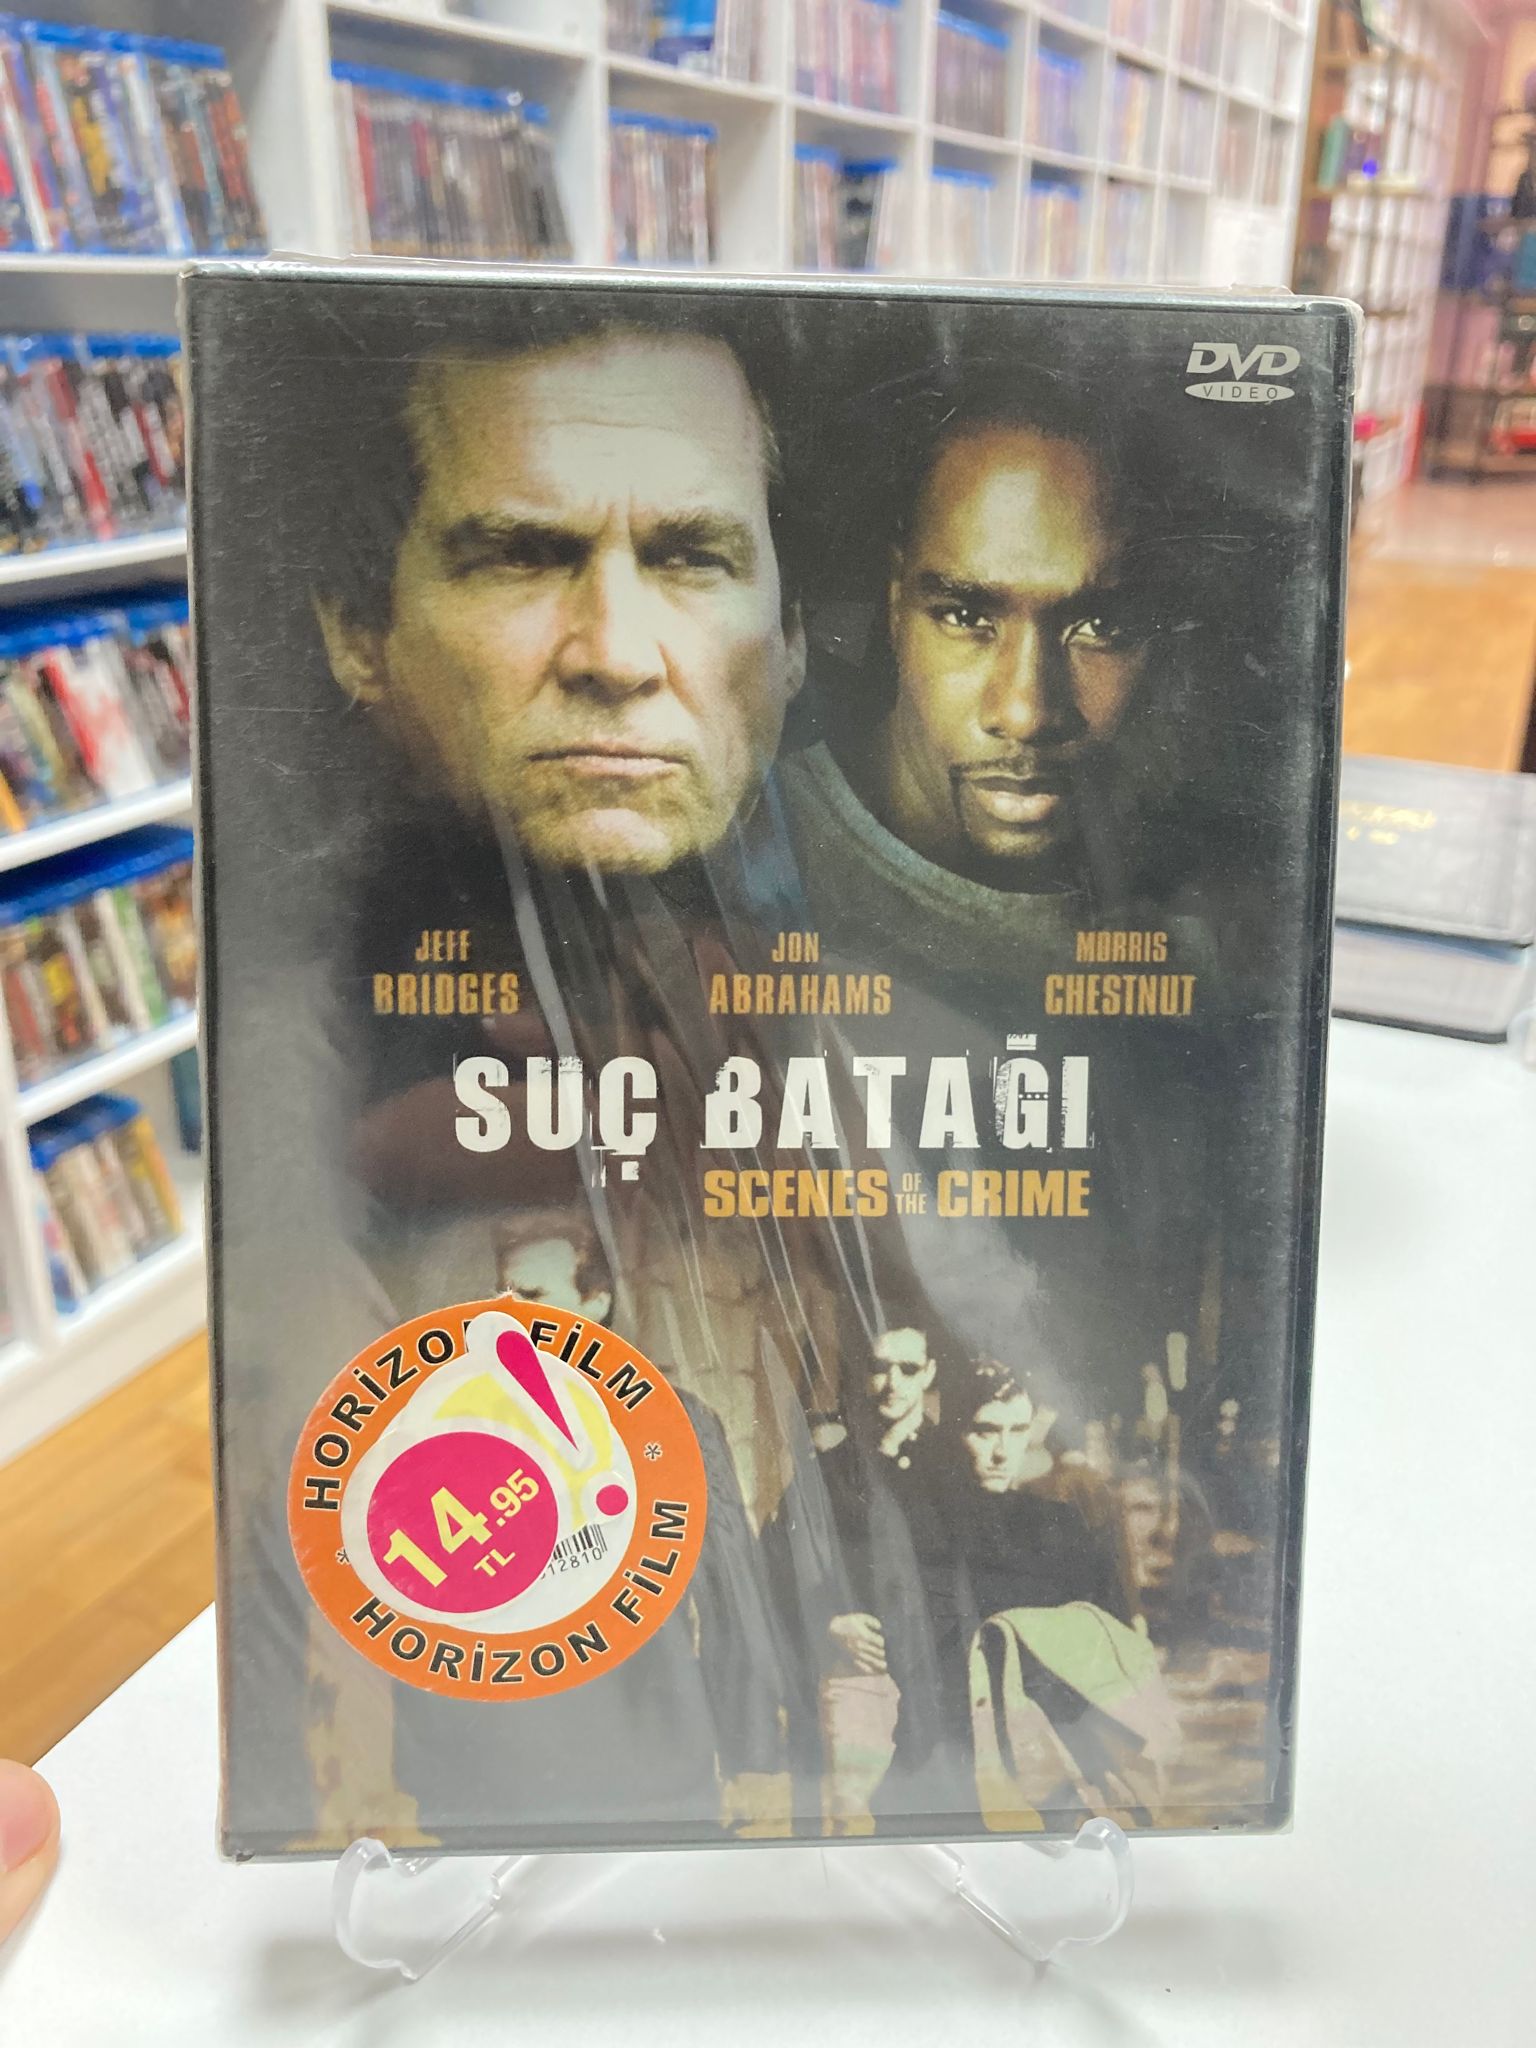 DVD
VIDEO
JEFF
BRIDGES
JON
ABRAHAMS
MORRIS
CHESTNUT
SUÇ BATAĞI
SCENES OF THE CRIME
HORİZON FİLM
14.95
TL
12810
* HORİZON FİLM *